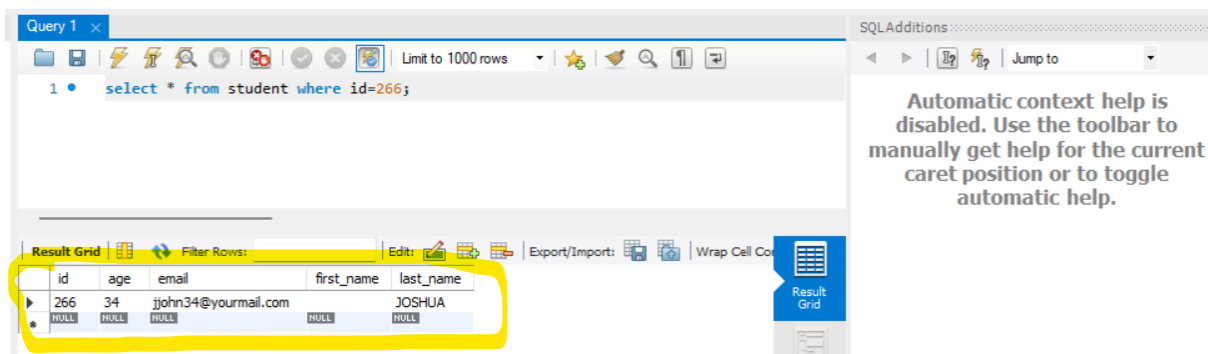 Query 1
SQLAdditions
Limit to 1000 rows
Jump to
1 select * from student where id=266;
Automatic context help is
disabled. Use the toolbar to
manually get help for the current
caret position or to toggle
automatic help.
Result Grid Filter Rows: Edit: Export/Import: Wrap Cell Co
Result
Grid
id age email first_name last_name
266 34 jjohn34@yourmail.com JOSHUA
NULL NULL NULL NULL NULL